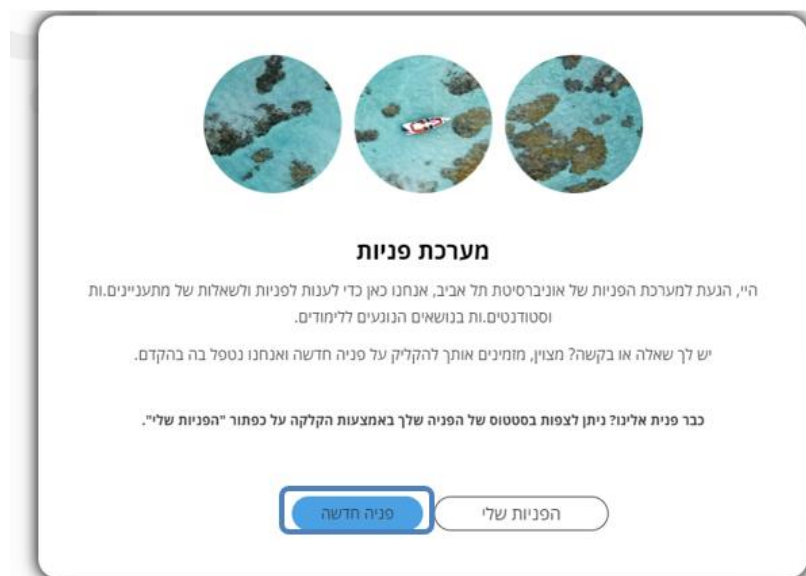 מערכת פניות
היי, הגעת למערכת הפניות של אוניברסיטת תל אביב, אנחנו כאן כדי לענות לפניות ולשאלות של מתעניינים.ות
וסטודנטים.ות בנושאים הנוגעים ללימודים.
יש לך שאלה או בקשה? מצוין, מזמינים אותך להקליק על פניה חדשה ואנחנו נטפל בה בהקדם.
כבר פנית אלינו? ניתן לצפות בסטטוס של הפניה שלך באמצעות הקלקה על כפתור "הפניות שלי".
הפניות שלי
פניה חדשה